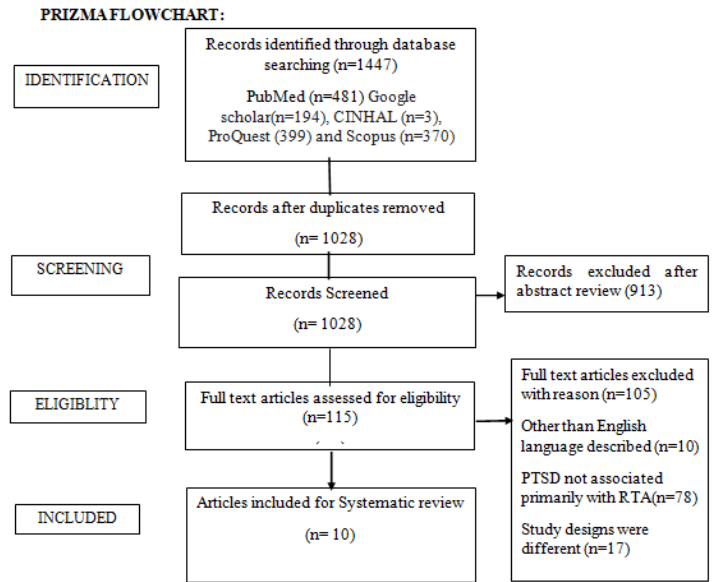 PRIZMA FLOWCHART:
IDENTIFICATION
Records identified through database
searching (n=1447)
PubMed (n=481) Google
scholar(n=194), CINHAL (n=3),
ProQuest (399) and Scopus (n=370)
Records after duplicates removed
(n= 1028)
SCREENING
Records Screened
(n= 1028)
Records excluded after
abstract review (913)
ELIGIBLITY
Full text articles assessed for eligibility
(n=115)
Full text articles excluded
with reason (n=105)
Other than English
language described (n=10)
PTSD not associated
primarily with RTA(n=78)
Study designs were
different (n=17)
INCLUDED
Articles included for Systematic review
(n= 10)